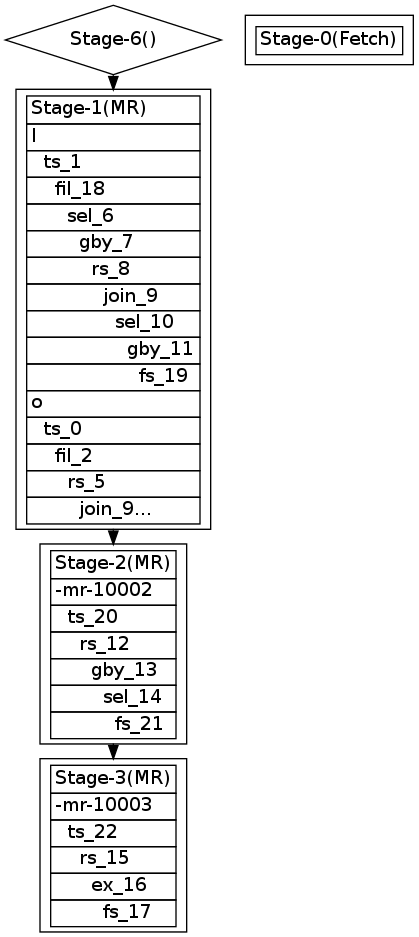 Stage-6()
Stage-0(Fetch)
Stage-1(MR)
l
ts_1
fil_18
sel_6
gby_7
rs_8
join_9
sel_10
gby_11
fs_19
o
ts_0
fil_2
rs_5
join_9...
Stage-2(MR)
-mr-10002
ts_20
rs_12
gby_13
sel_14
fs_21
Stage-3(MR)
-mr-10003
ts_22
rs_15
ex_16
fs_17